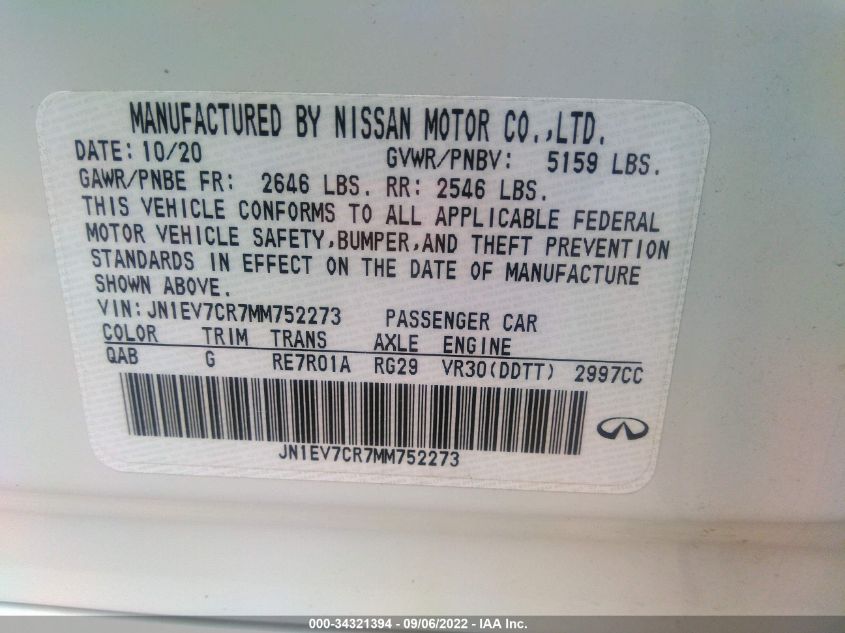 MANUFACTURED BY NISSAN MOTOR CO.,LTD.
DATE: 10/20 GVWR/PNBV: 5159 LBS.
GAWR/PNBE FR: 2646 LBS. RR: 2546 LBS.
THIS VEHICLE CONFORMS TO ALL APPLICABLE FEDERAL
MOTOR VEHICLE SAFETY,BUMPER,AND THEFT PREVENTION
STANDARDS IN EFFECT ON THE DATE OF MANUFACTURE
SHOWN ABOVE.
VIN:JN1EV7CR7MM752273 PASSENGER CAR
COLOR TRIM TRANS AXLE ENGINE
QAB G RE7R01A RG29 VR30(DDTT) 2997CC
JN1EV7CR7MM752273
000-34321394 - 09/06/2022 - IAA Inc.